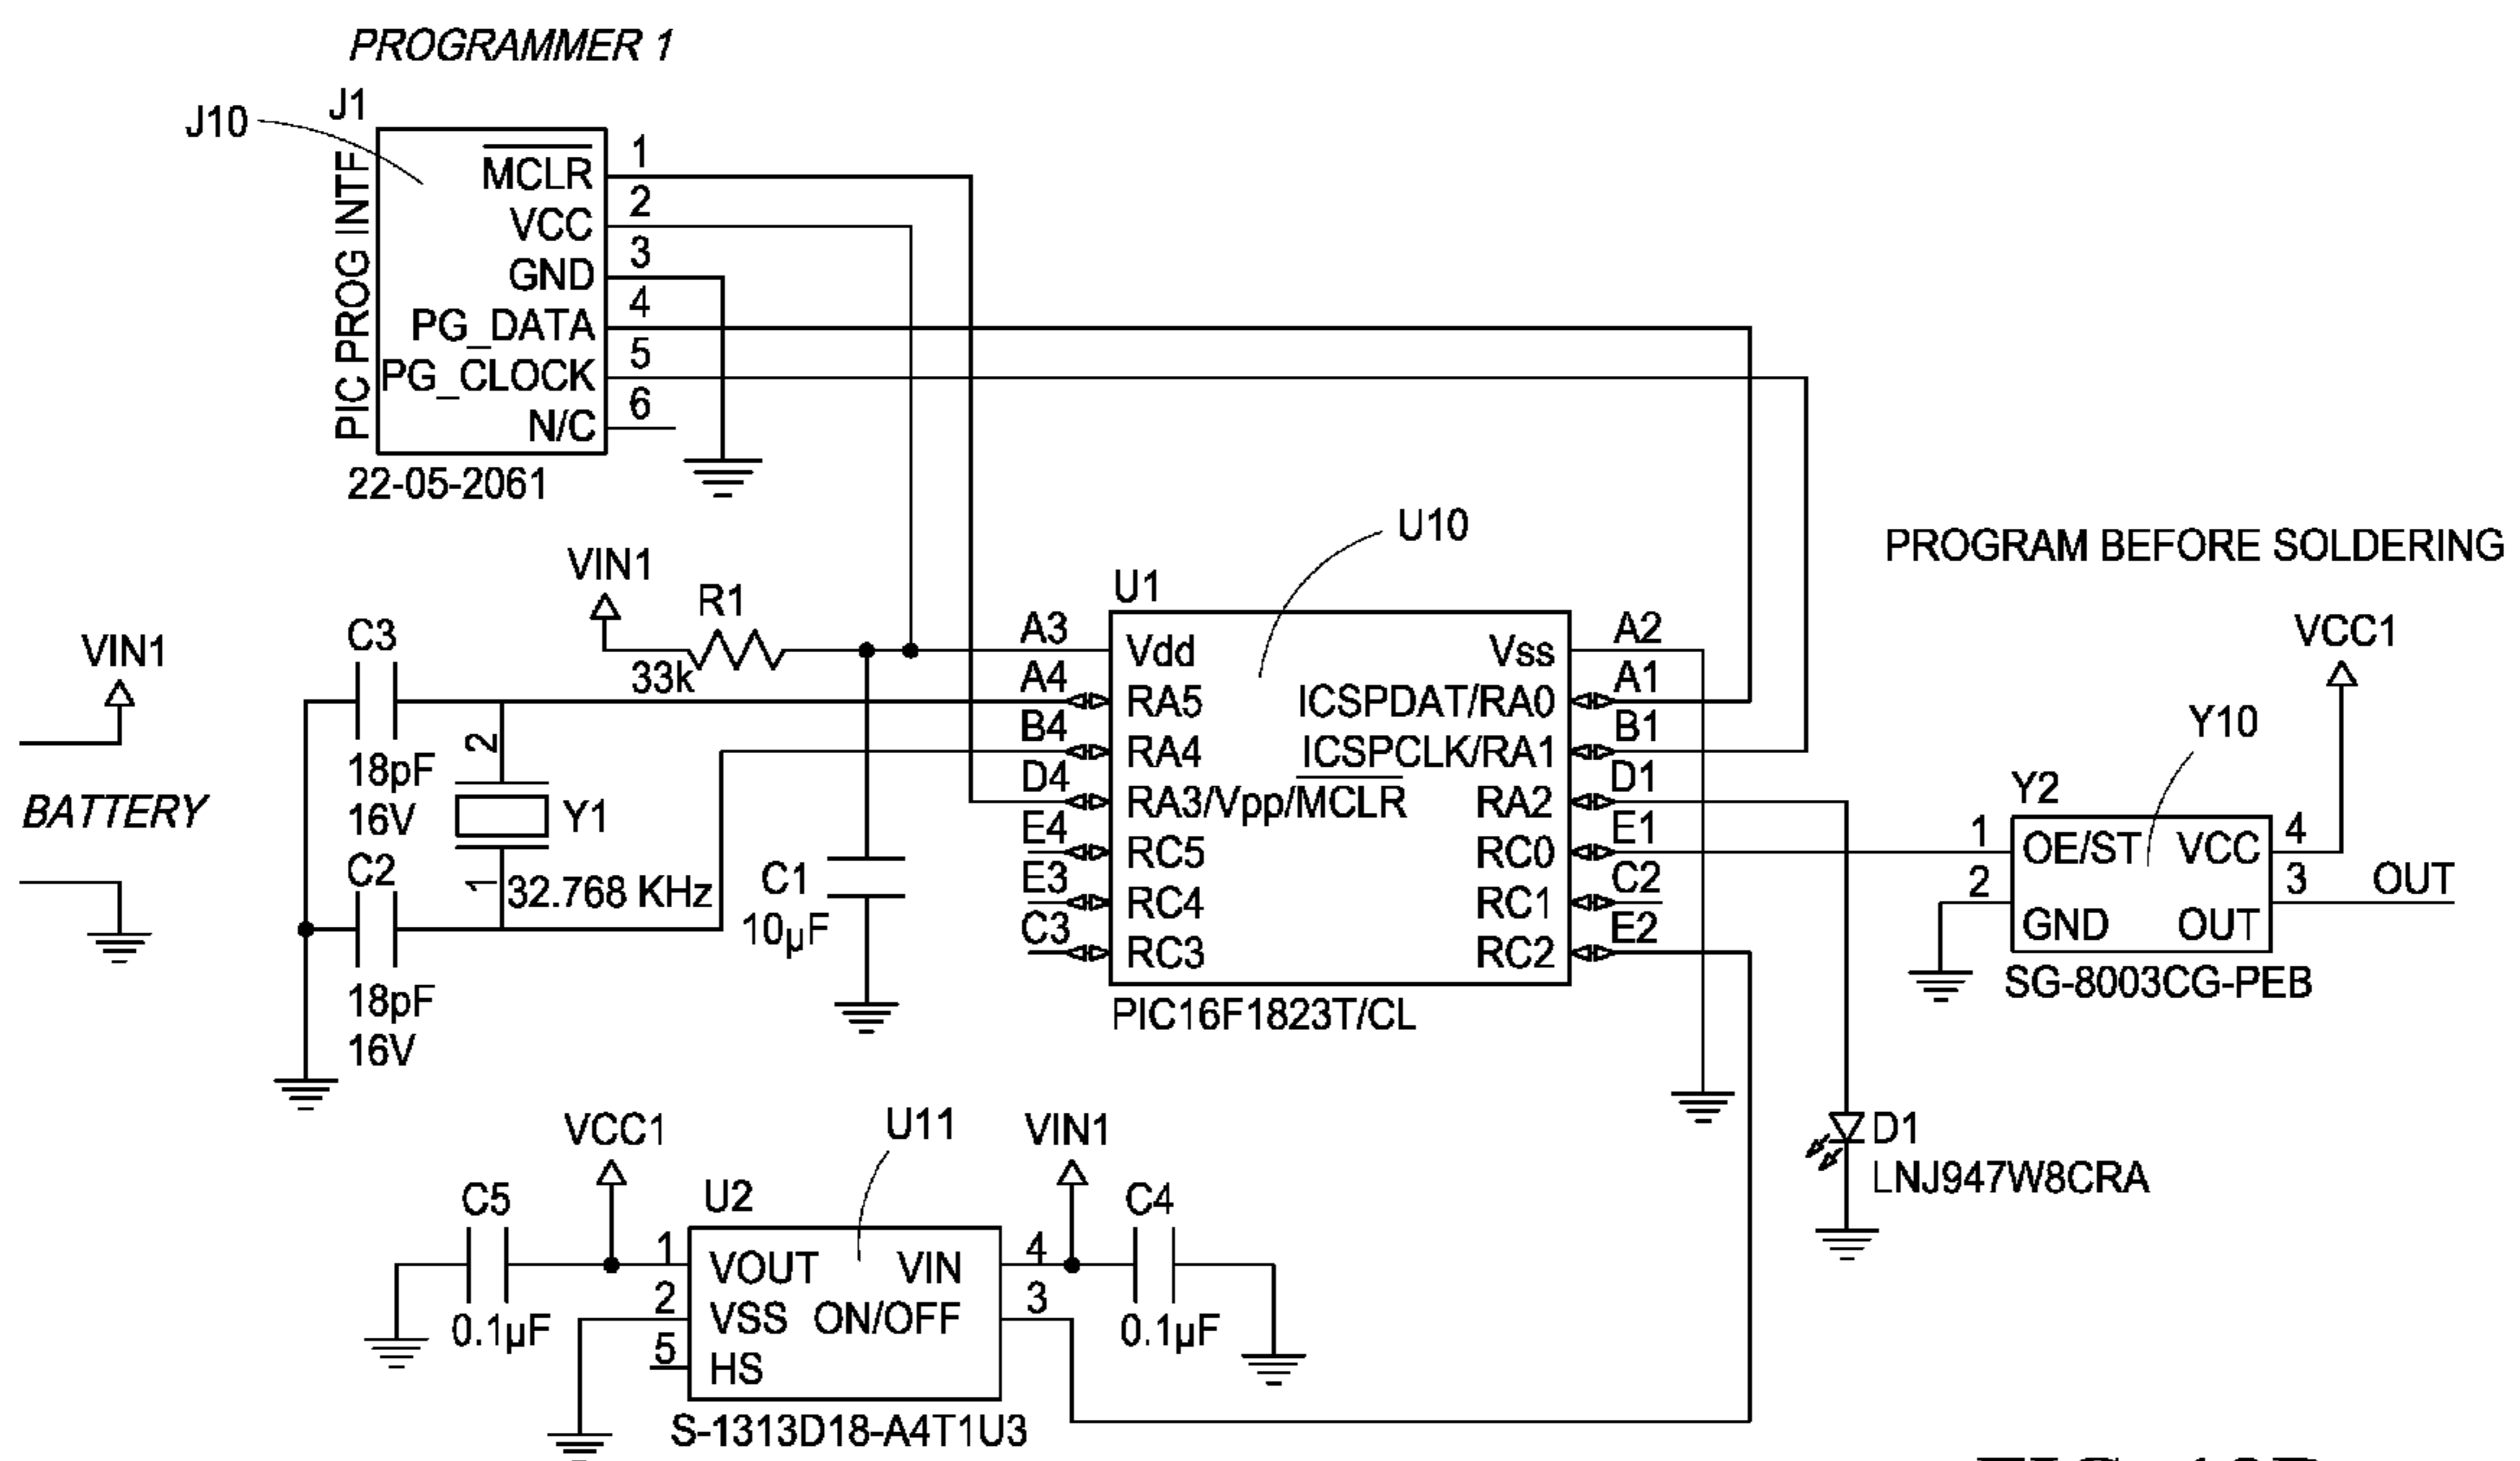 PROGRAMMER 1
J1
J10
PIC PROG INTF
MCLR 1
VCC 2
GND 3
PG_DATA 4
PG_CLOCK 5
N/C 6
22-05-2061
U10
PROGRAM BEFORE SOLDERING
VIN1
BATTERY
C3
18pF
16V
C2
18pF
16V
2
Y1
1
32.768 KHz
VIN1
R1
33k
C1
10µF
U1
A3 Vdd Vss A2
A4 RA5 ICSPDAT/RA0 A1
B4 RA4 ICSPCLK/RA1 B1
D4 RA3/Vpp/MCLR RA2 D1
E4 RC5 RC0 E1
E3 RC4 RC1 C2
C3 RC3 RC2 E2
PIC16F1823T/CL
VCC1
Y10
Y2
1 OE/ST VCC 4
2 GND OUT 3 OUT
SG-8003CG-PEB
D1
LNJ947W8CRA
VCC1
U11
VIN1
C5
0.1µF
U2
C4
0.1µF
1 VOUT VIN 4
2 VSS ON/OFF 3
5 HS
S-1313D18-A4T1U3